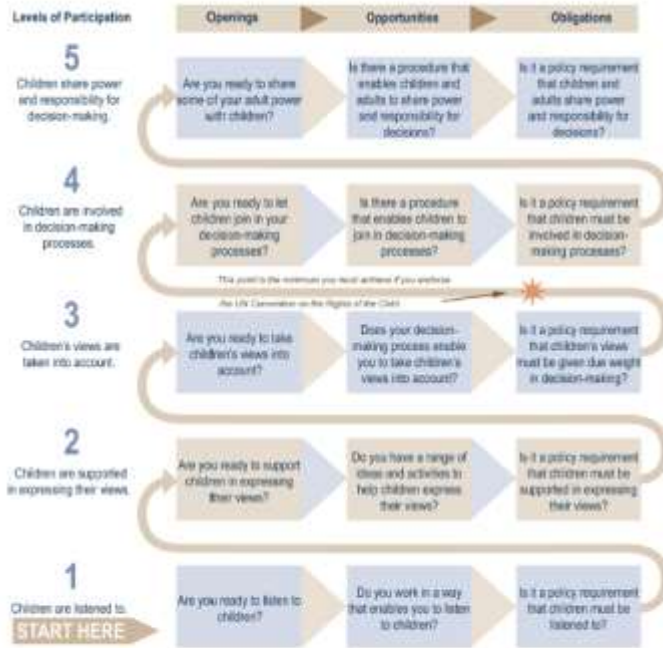 Levels of Participation
Openings
Opportunities
Obligations
5
Children share power
and responsibility for
decision-making.
Are you ready to share
some of your adult power
with children?
Is there a procedure that
enables children and
adults to share power
and responsibility for
decisions?
Is it a policy requirement
that children and
adults share power
and responsibility for
decisions?
4
Children are involved
in decision-making
processes.
Are you ready to let
children join in your
decision-making
processes?
Is there a procedure
that enables children to
join in decision-making
processes?
Is it a policy requirement
that children must be
involved in decision-
making processes?
This point is the minimum you must achieve if you endorse
the UN Convention on the Rights of the Child.
3
Children's views are
taken into account.
Are you ready to take
children's views into
account?
Does your decision-
making process enable
you to take children's
views into account?
Is it a policy requirement
that children's views
must be given due weight
in decision-making?
2
Children are supported
in expressing their views.
Are you ready to support
children in expressing
their views?
Do you have a range of
ideas and activities to
help children express
their views?
Is it a policy requirement
that children must be
supported in expressing
their views?
1
Children are listened to.
START HERE
Are you ready to listen to
children?
Do you work in a way
that enables you to listen
to children?
Is it a policy requirement
that children must be
listened to?